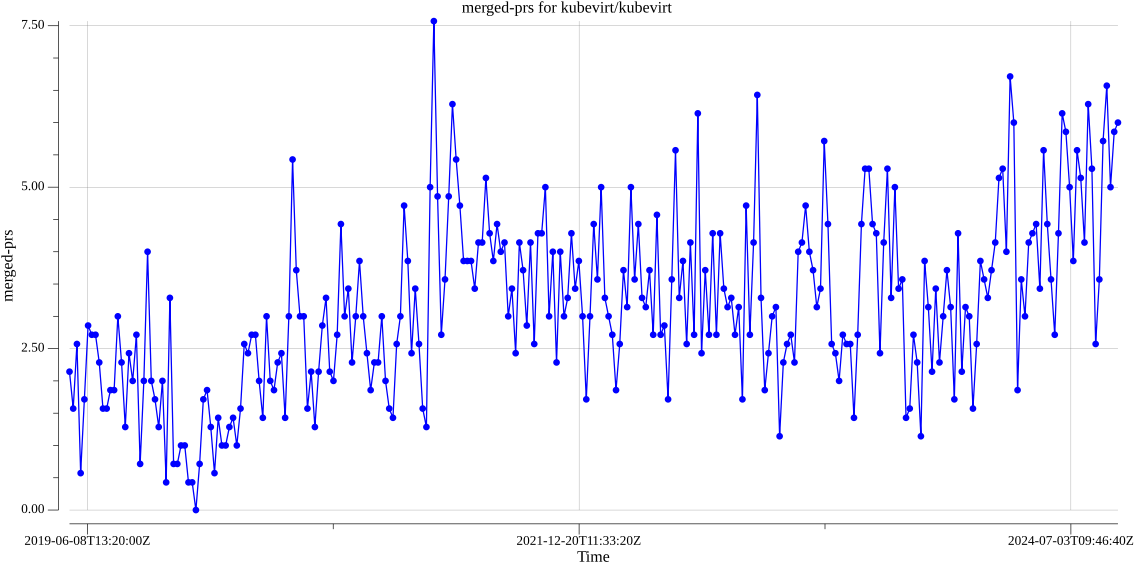 merged-prs for kubevirt/kubevirt
7.50
5.00
merged-prs
2.50
0.00
2019-06-08T13:20:00Z
2021-12-20T11:33:20Z
2024-07-03T09:46:40Z
Time